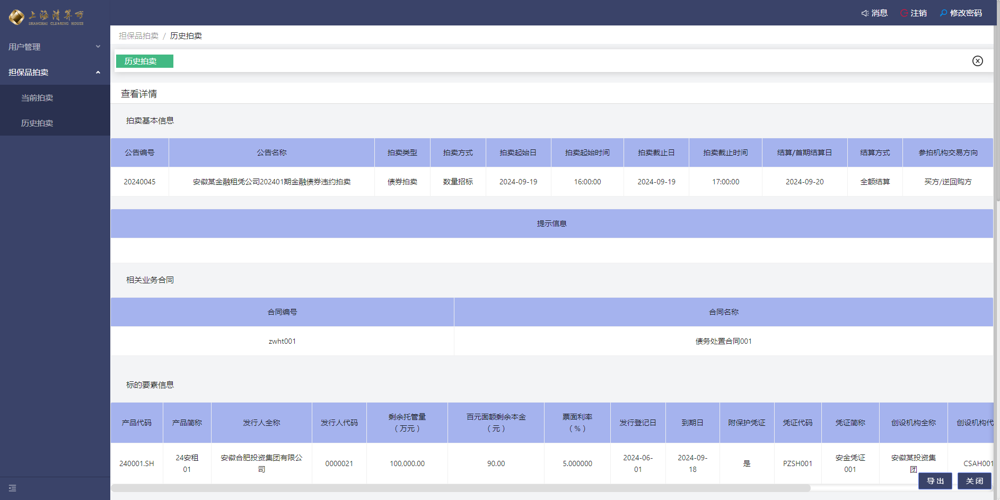 上海清算所
SHANGHAI CLEARING HOUSE
消息
注销
修改密码
用户管理
担保品拍卖
当前拍卖
历史拍卖
担保品拍卖 / 历史拍卖
历史拍卖
查看详情
拍卖基本信息
公告编号 公告名称 拍卖类型 拍卖方式 拍卖起始日 拍卖起始时间 拍卖截止日 拍卖截止时间 结算/首期结算日 结算方式 参拍机构交易方向
20240045 安徽某金融租凭公司202401期金融债券违约拍卖 债券拍卖 数量招标 2024-09-19 16:00:00 2024-09-19 17:00:00 2024-09-20 全额结算 买方/逆回购方
提示信息
相关业务合同
合同编号 合同名称
zwht001 债务处置合同001
标的要素信息
产品代码 产品简称 发行人全称 发行人代码 剩余托管量 百元面额剩余本金 票面利率 发行登记日 到期日 附保护凭证 凭证代码 凭证简称 创设机构全称 创设机构代
（万元） （元） （%）
240001.SH 24安租 安徽合肥投资集团有限公 0000021 100,000.00 90.00 5.000000 2024-06- 2024-09- 是 PZSH001 安金凭证 安徽某投资集 CSAH001
01 司 01 18 001 团
导出 关闭